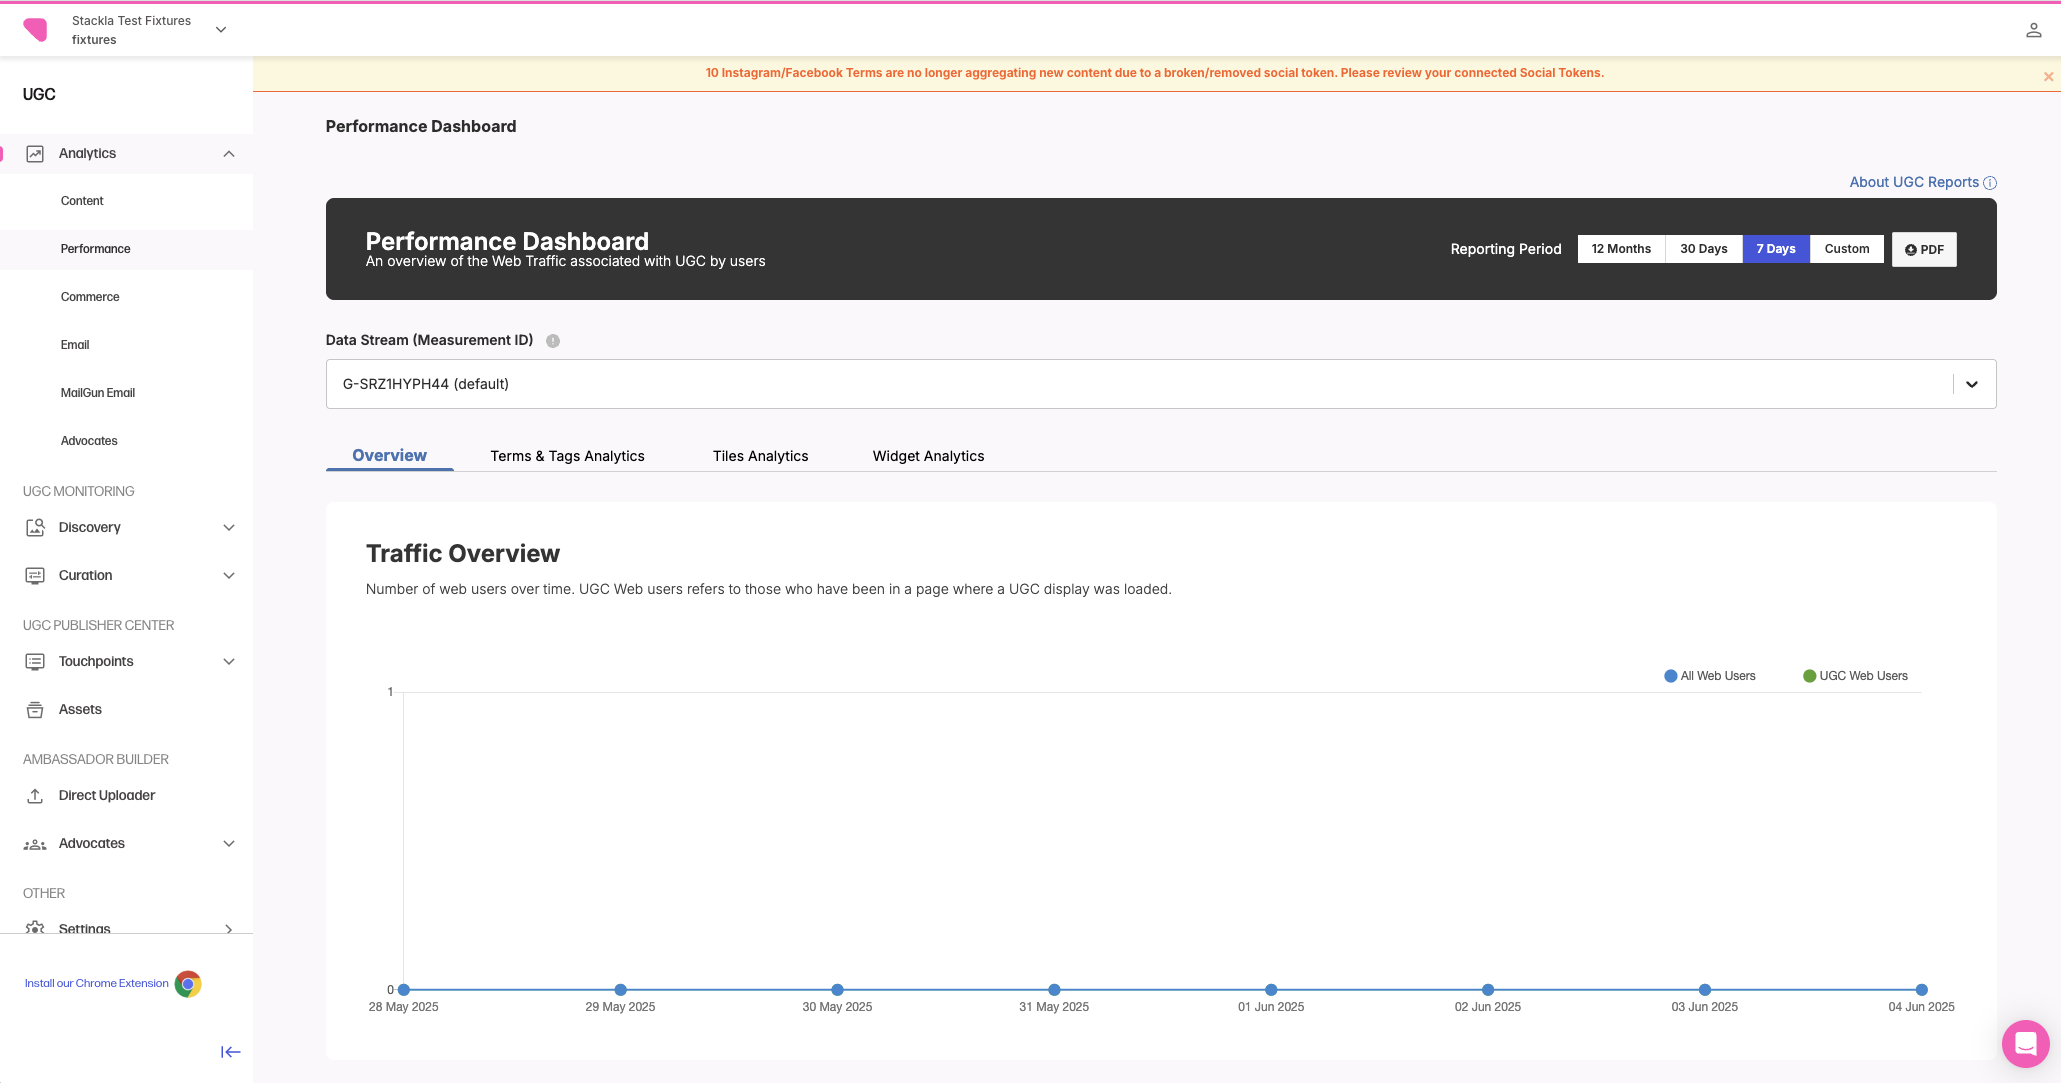 Stackla Test Fixtures
fixtures
10 Instagram/Facebook Terms are no longer aggregating new content due to a broken/removed social token. Please review your connected Social Tokens.
UGC
Analytics
Content
Performance
Commerce
Email
MailGun Email
Advocates
UGC MONITORING
Discovery
Curation
UGC PUBLISHER CENTER
Touchpoints
Assets
AMBASSADOR BUILDER
Direct Uploader
Advocates
OTHER
Settings
Install our Chrome Extension
Performance Dashboard
About UGC Reports
Performance Dashboard
An overview of the Web Traffic associated with UGC by users
Reporting Period 12 Months 30 Days 7 Days Custom PDF
Data Stream (Measurement ID)
G-SRZ1HYPH44 (default)
Overview Terms & Tags Analytics Tiles Analytics Widget Analytics
Traffic Overview
Number of web users over time. UGC Web users refers to those who have been in a page where a UGC display was loaded.
All Web Users UGC Web Users
1
0
28 May 2025 29 May 2025 30 May 2025 31 May 2025 01 Jun 2025 02 Jun 2025 03 Jun 2025 04 Jun 2025